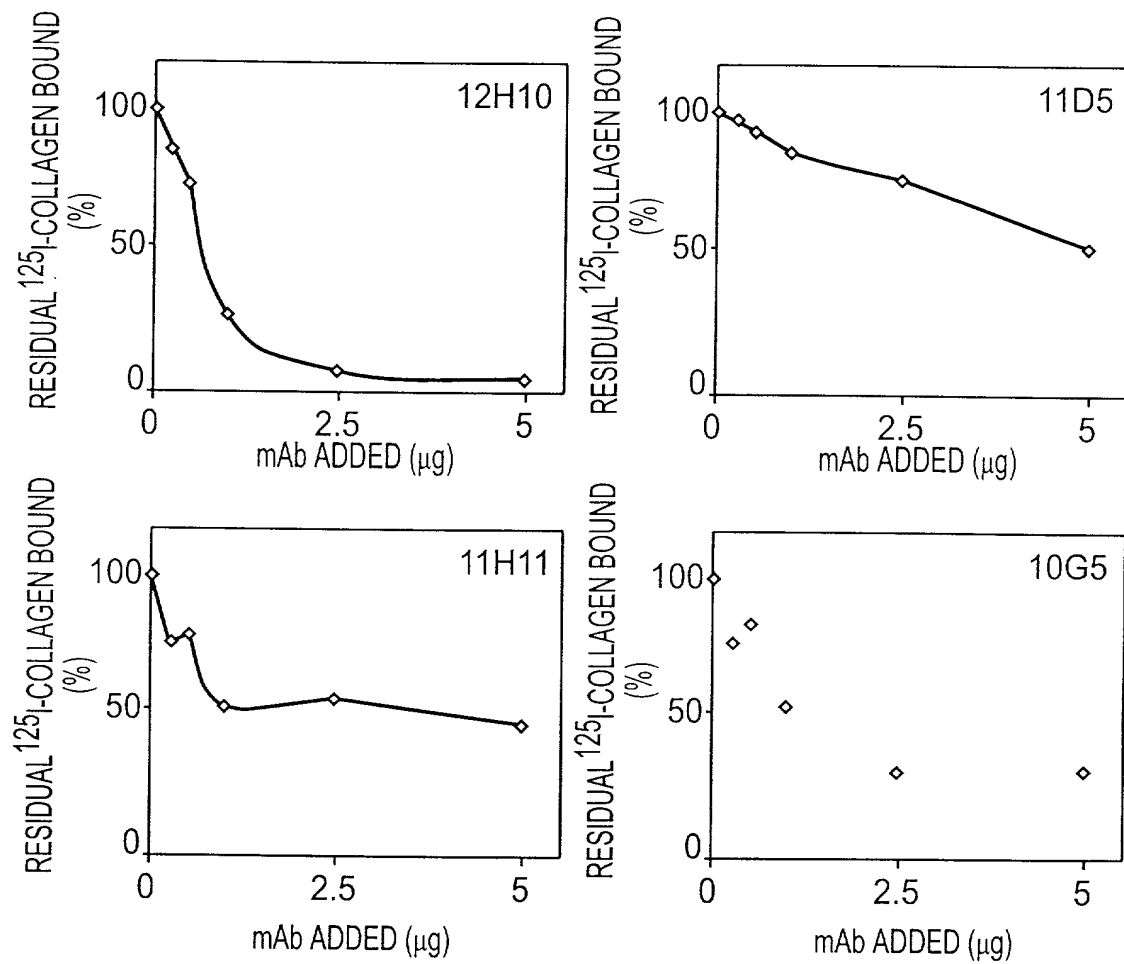 12H10
RESIDUAL ¹²⁵I-COLLAGEN BOUND
(%)
100
50
0
0 2.5 5
mAb ADDED (μg)
11D5
RESIDUAL ¹²⁵I-COLLAGEN BOUND
(%)
100
50
0
0 2.5 5
mAb ADDED (μg)
11H11
RESIDUAL ¹²⁵I-COLLAGEN BOUND
(%)
100
50
0
0 2.5 5
mAb ADDED (μg)
10G5
RESIDUAL ¹²⁵I-COLLAGEN BOUND
(%)
100
50
0
0 2.5 5
mAb ADDED (μg)